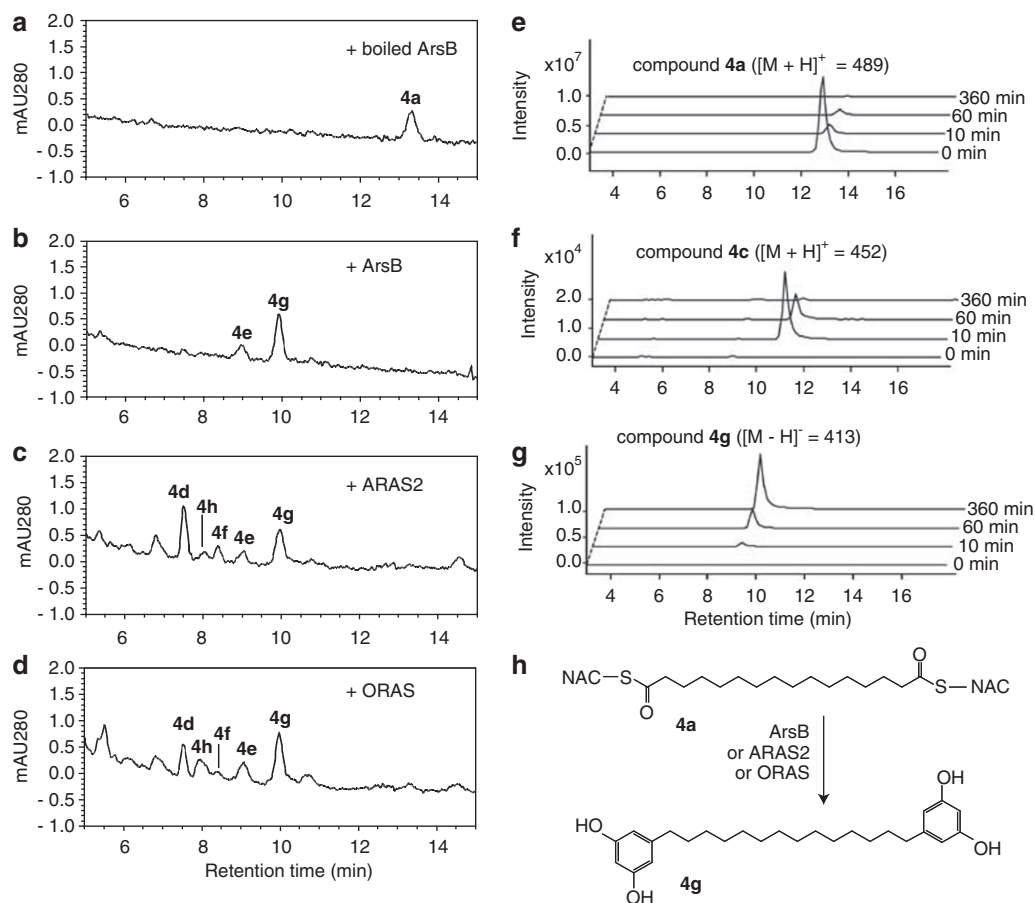 a
2.0
1.5
1.0
0.5
0.0
- 0.5
- 1.0
mAU280
+ boiled ArsB
4a
6
8
10
12
14
b
2.0
1.5
1.0
0.5
0.0
- 0.5
- 1.0
mAU280
+ ArsB
4e
4g
6
8
10
12
14
c
2.0
1.5
1.0
0.5
0.0
- 0.5
- 1.0
mAU280
+ ARAS2
4d
4h
4f
4e
4g
6
8
10
12
14
d
2.0
1.5
1.0
0.5
0.0
- 0.5
- 1.0
mAU280
+ ORAS
4d
4h
4f
4e
4g
6
8
10
12
14
Retention time (min)
e
x10⁷
compound 4a ([M + H]⁺ = 489)
Intensity
1.0
0.5
0.0
360 min
60 min
10 min
0 min
4
6
8
10
12
14
16
f
x10⁴
compound 4c ([M + H]⁺ = 452)
Intensity
2.0
1.0
0.0
360 min
60 min
10 min
0 min
4
6
8
10
12
14
16
g
x10⁵
compound 4g ([M - H]⁻ = 413)
Intensity
1.0
0.5
0.0
360 min
60 min
10 min
0 min
4
6
8
10
12
14
16
Retention time (min)
h
NAC
S
O
O
S
NAC
4a
ArsB
or ARAS2
or ORAS
HO
OH
OH
OH
4g